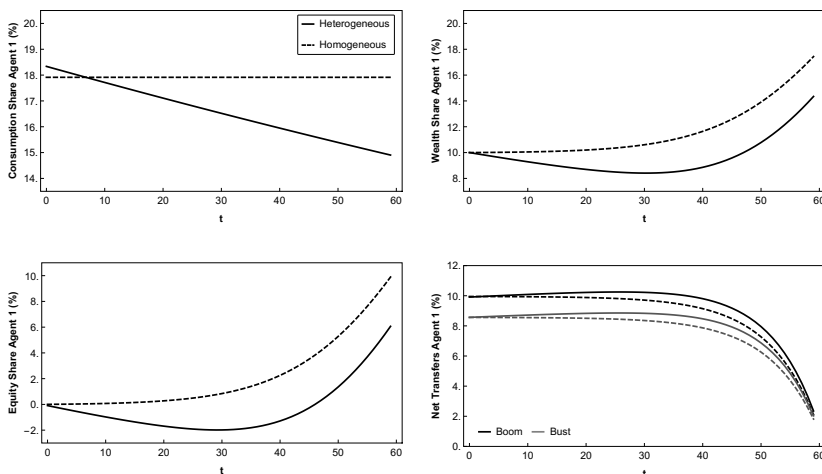 Consumption Share Agent 1 (%)
20.
19.
18.
17.
16.
15.
14.
0 10 20 30 40 50 60
t
Heterogeneous
Homogeneous
Wealth Share Agent 1 (%)
20.
18.
16.
14.
12.
10.
8.
0 10 20 30 40 50 60
t
Equity Share Agent 1 (%)
10.
8.
6.
4.
2.
0.
-2.
0 10 20 30 40 50 60
t
Net Transfers Agent 1 (%)
12.
10.
8.
6.
4.
2.
0.
Boom Bust
0 10 20 30 40 50 60
t